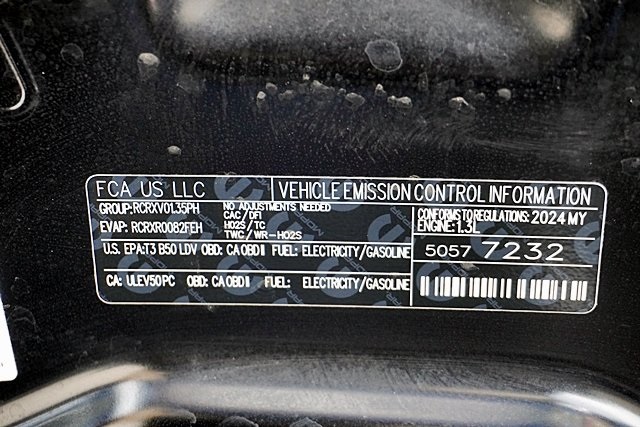 FCA US LLC
VEHICLE EMISSION CONTROL INFORMATION
GROUP: RCRXV01.35PH
EVAP: RCRXR0082FEH
NO ADJUSTMENTS NEEDED
CAC/DFI
HO2S/TC
TWC/WR-HO2S
CONFORMS TO REGULATIONS: 2024 MY
ENGINE: 1.3L
U.S. EPA: T3 B50 LDV OBD: CA OBD II FUEL: ELECTRICITY/GASOLINE
5057 7232
CA: ULEV50 PC OBD: CA OBD II FUEL: ELECTRICITY/GASOLINE